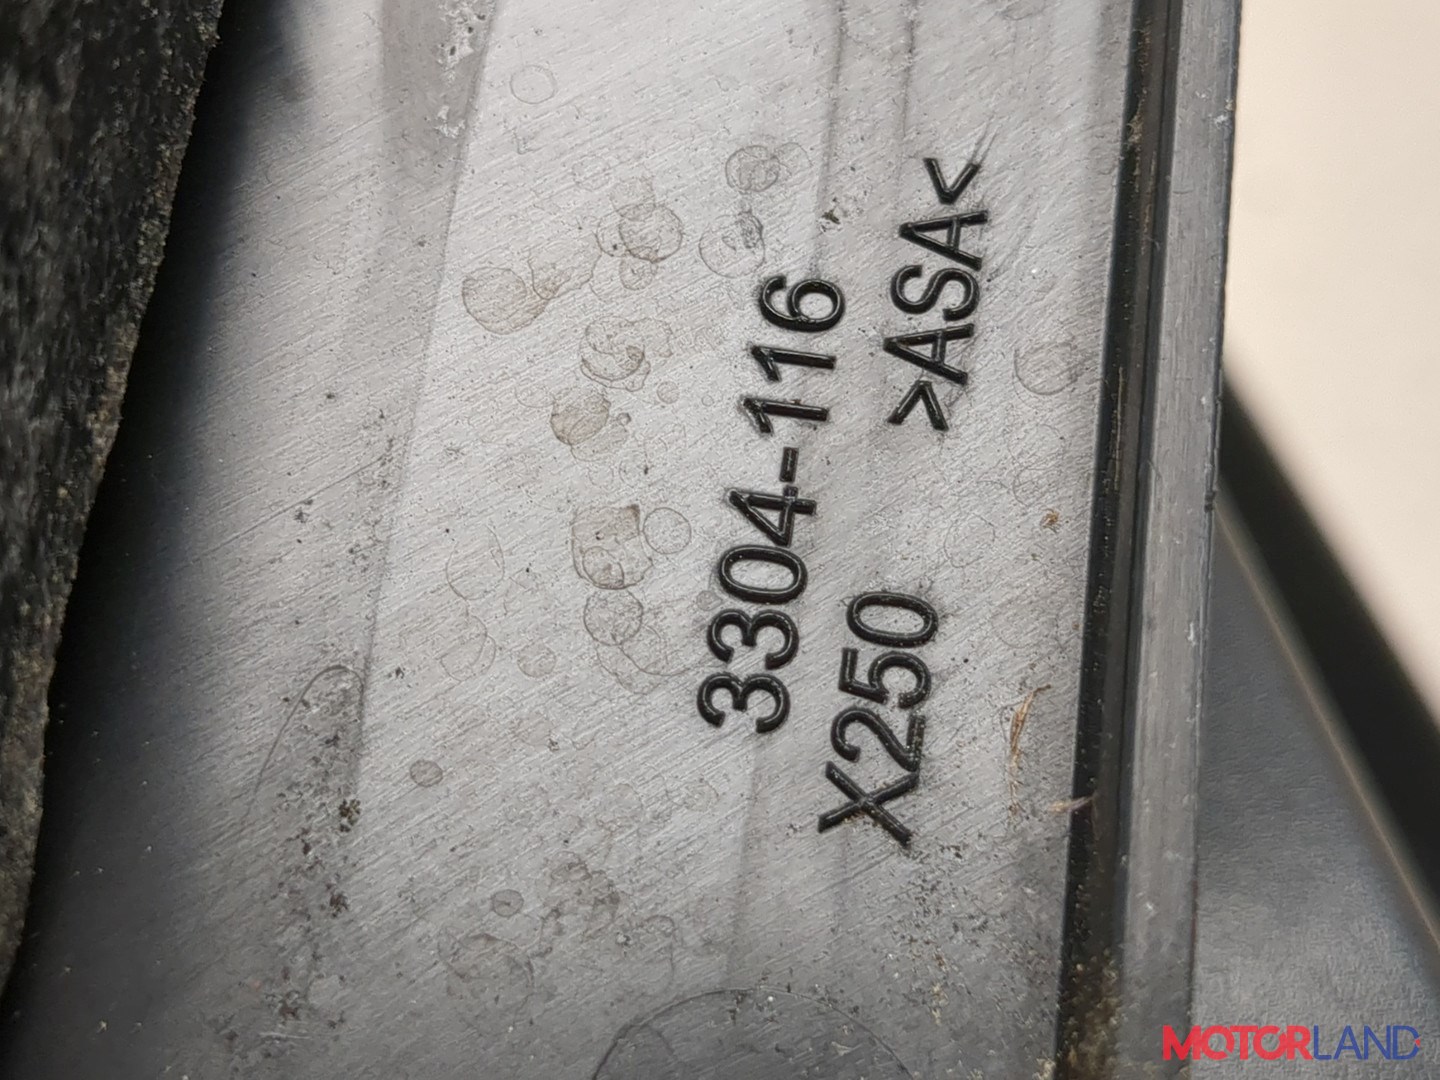 3304-116
X250 >ASA<
MOTORLAND